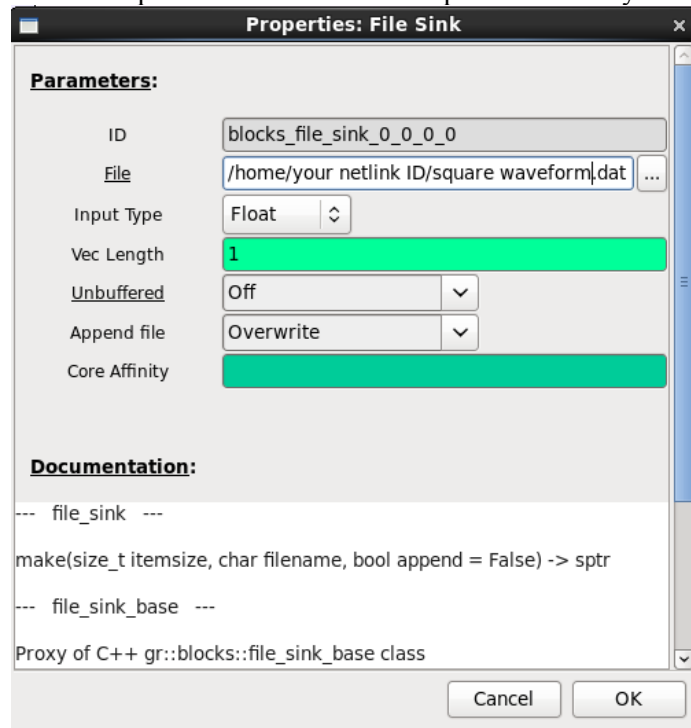 Properties: File Sink
Parameters:
ID blocks_file_sink_0_0_0_0
File /home/your netlink ID/square waveform.dat ...
Input Type Float
Vec Length 1
Unbuffered Off
Append file Overwrite
Core Affinity
Documentation:
--- file_sink ---
make(size_t itemsize, char filename, bool append = False) -> sptr
--- file_sink_base ---
Proxy of C++ gr::blocks::file_sink_base class
Cancel OK